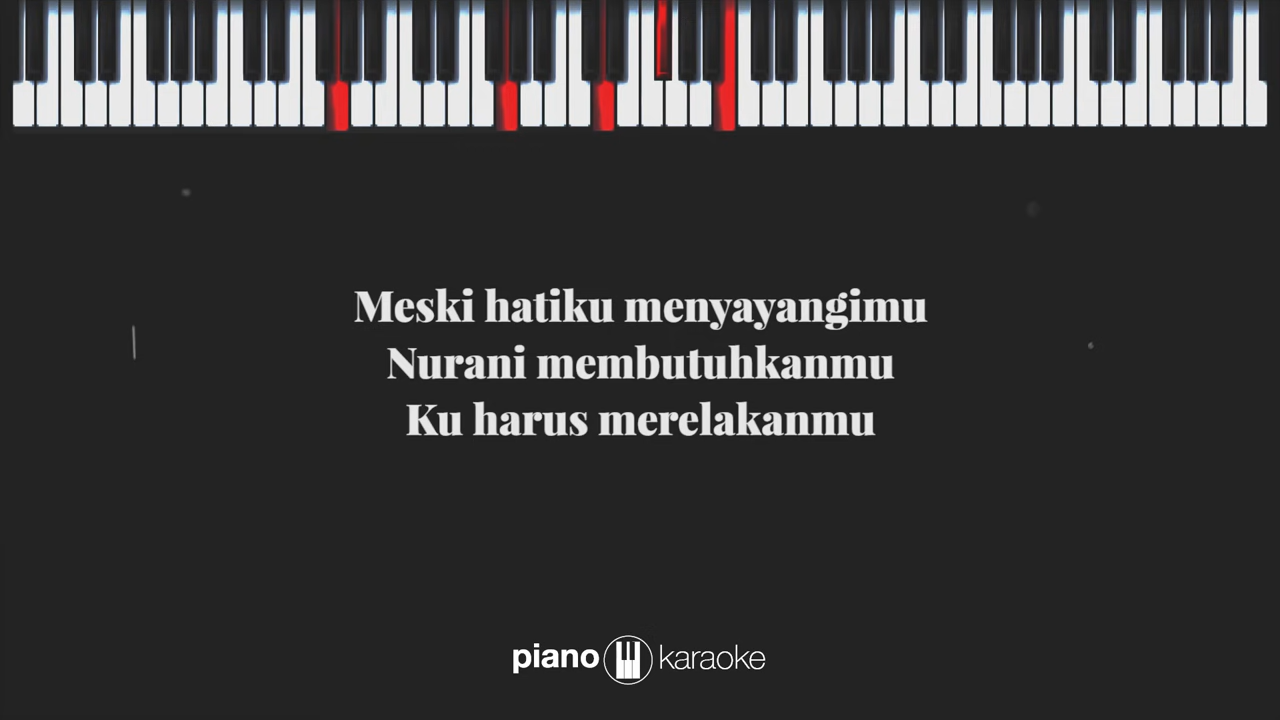 Meski hatiku menyayangimu
Nurani membutuhkanmu
Ku harus merelakanmu
piano karaoke